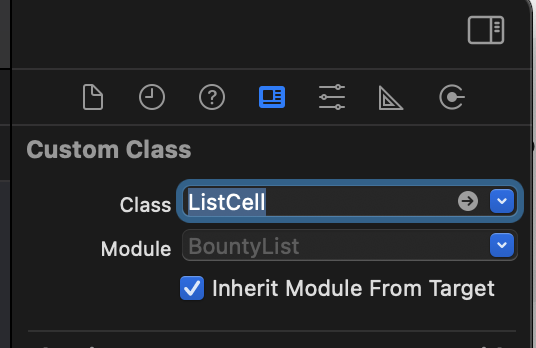 Custom Class
Class ListCell
Module BountyList
Inherit Module From Target